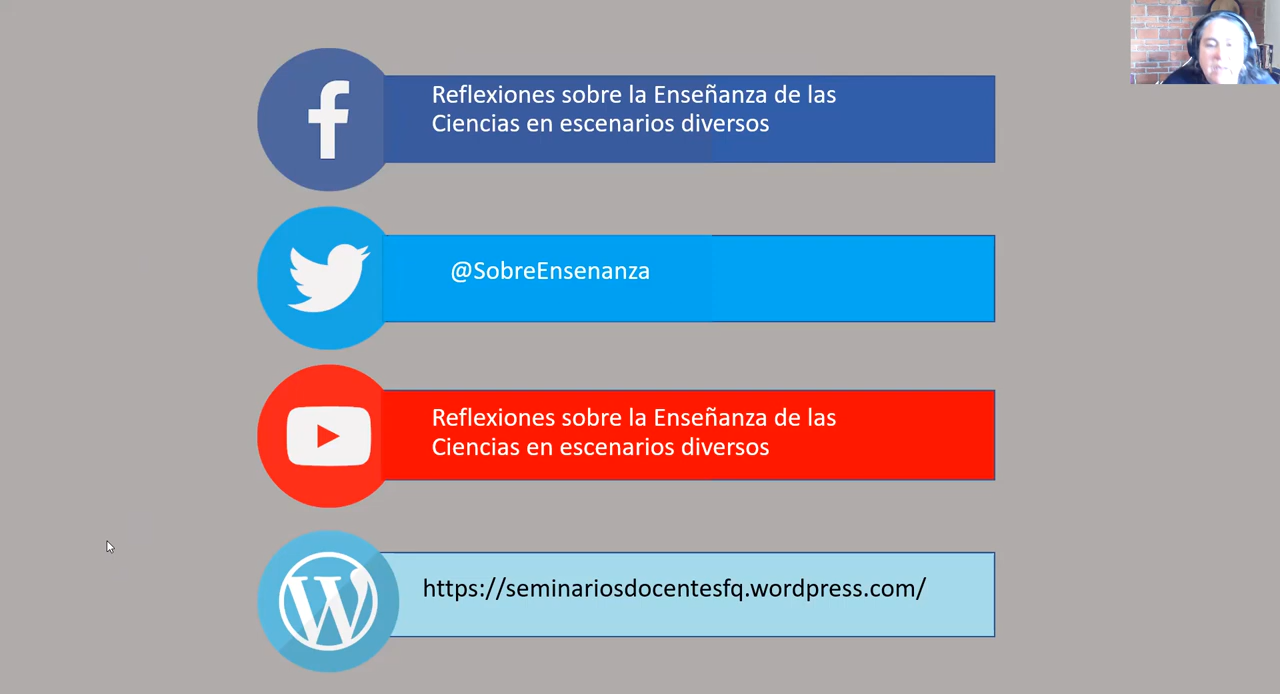 Reflexiones sobre la Enseñanza de las
Ciencias en escenarios diversos
@SobreEnsenanza
Reflexiones sobre la Enseñanza de las
Ciencias en escenarios diversos
https://seminariosdocentesfq.wordpress.com/